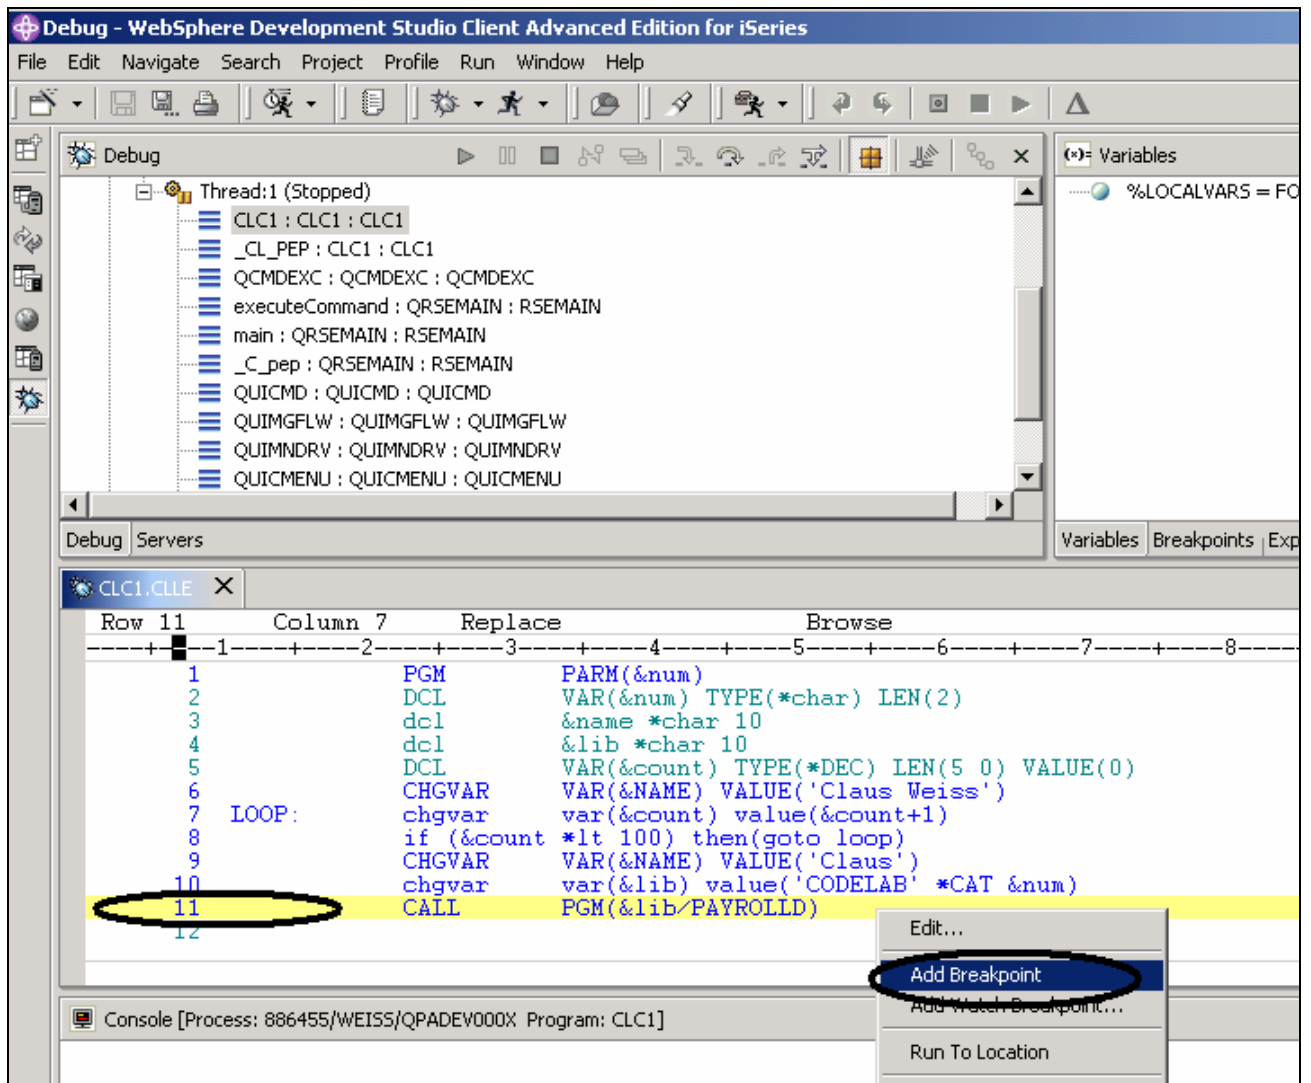 Debug - WebSphere Development Studio Client Advanced Edition for iSeries
File Edit Navigate Search Project Profile Run Window Help
Debug
(x)= Variables
Thread:1 (Stopped)
%LOCALVARS = FO
CLC1 : CLC1 : CLC1
_CL_PEP : CLC1 : CLC1
QCMDEXC : QCMDEXC : QCMDEXC
executeCommand : QRSEMAIN : RSEMAIN
main : QRSEMAIN : RSEMAIN
_C_pep : QRSEMAIN : RSEMAIN
QUICMD : QUICMD : QUICMD
QUIMGFLW : QUIMGFLW : QUIMGFLW
QUIMNDRV : QUIMNDRV : QUIMNDRV
QUICMENU : QUICMENU : QUICMENU
Debug Servers
Variables Breakpoints Exp
CLC1.CLLE
Row 11 Column 7 Replace Browse
----+- --1----+----2----+----3----+----4----+----5----+----6----+----7----+----8----
1 PGM PARM(&num)
2 DCL VAR(&num) TYPE(*char) LEN(2)
3 dcl &name *char 10
4 dcl &lib *char 10
5 DCL VAR(&count) TYPE(*DEC) LEN(5 0) VALUE(0)
6 CHGVAR VAR(&NAME) VALUE('Claus Weiss')
7 LOOP: chgvar var(&count) value(&count+1)
8 if (&count *lt 100) then(goto loop)
9 CHGVAR VAR(&NAME) VALUE('Claus')
10 chgvar var(&lib) value('CODELAB' *CAT &num)
11 CALL PGM(&lib/PAYROLLD)
12
Edit...
Add Breakpoint
Add Watch Breakpoint...
Run To Location
Console [Process: 886455/WEISS/QPADEV000X Program: CLC1]